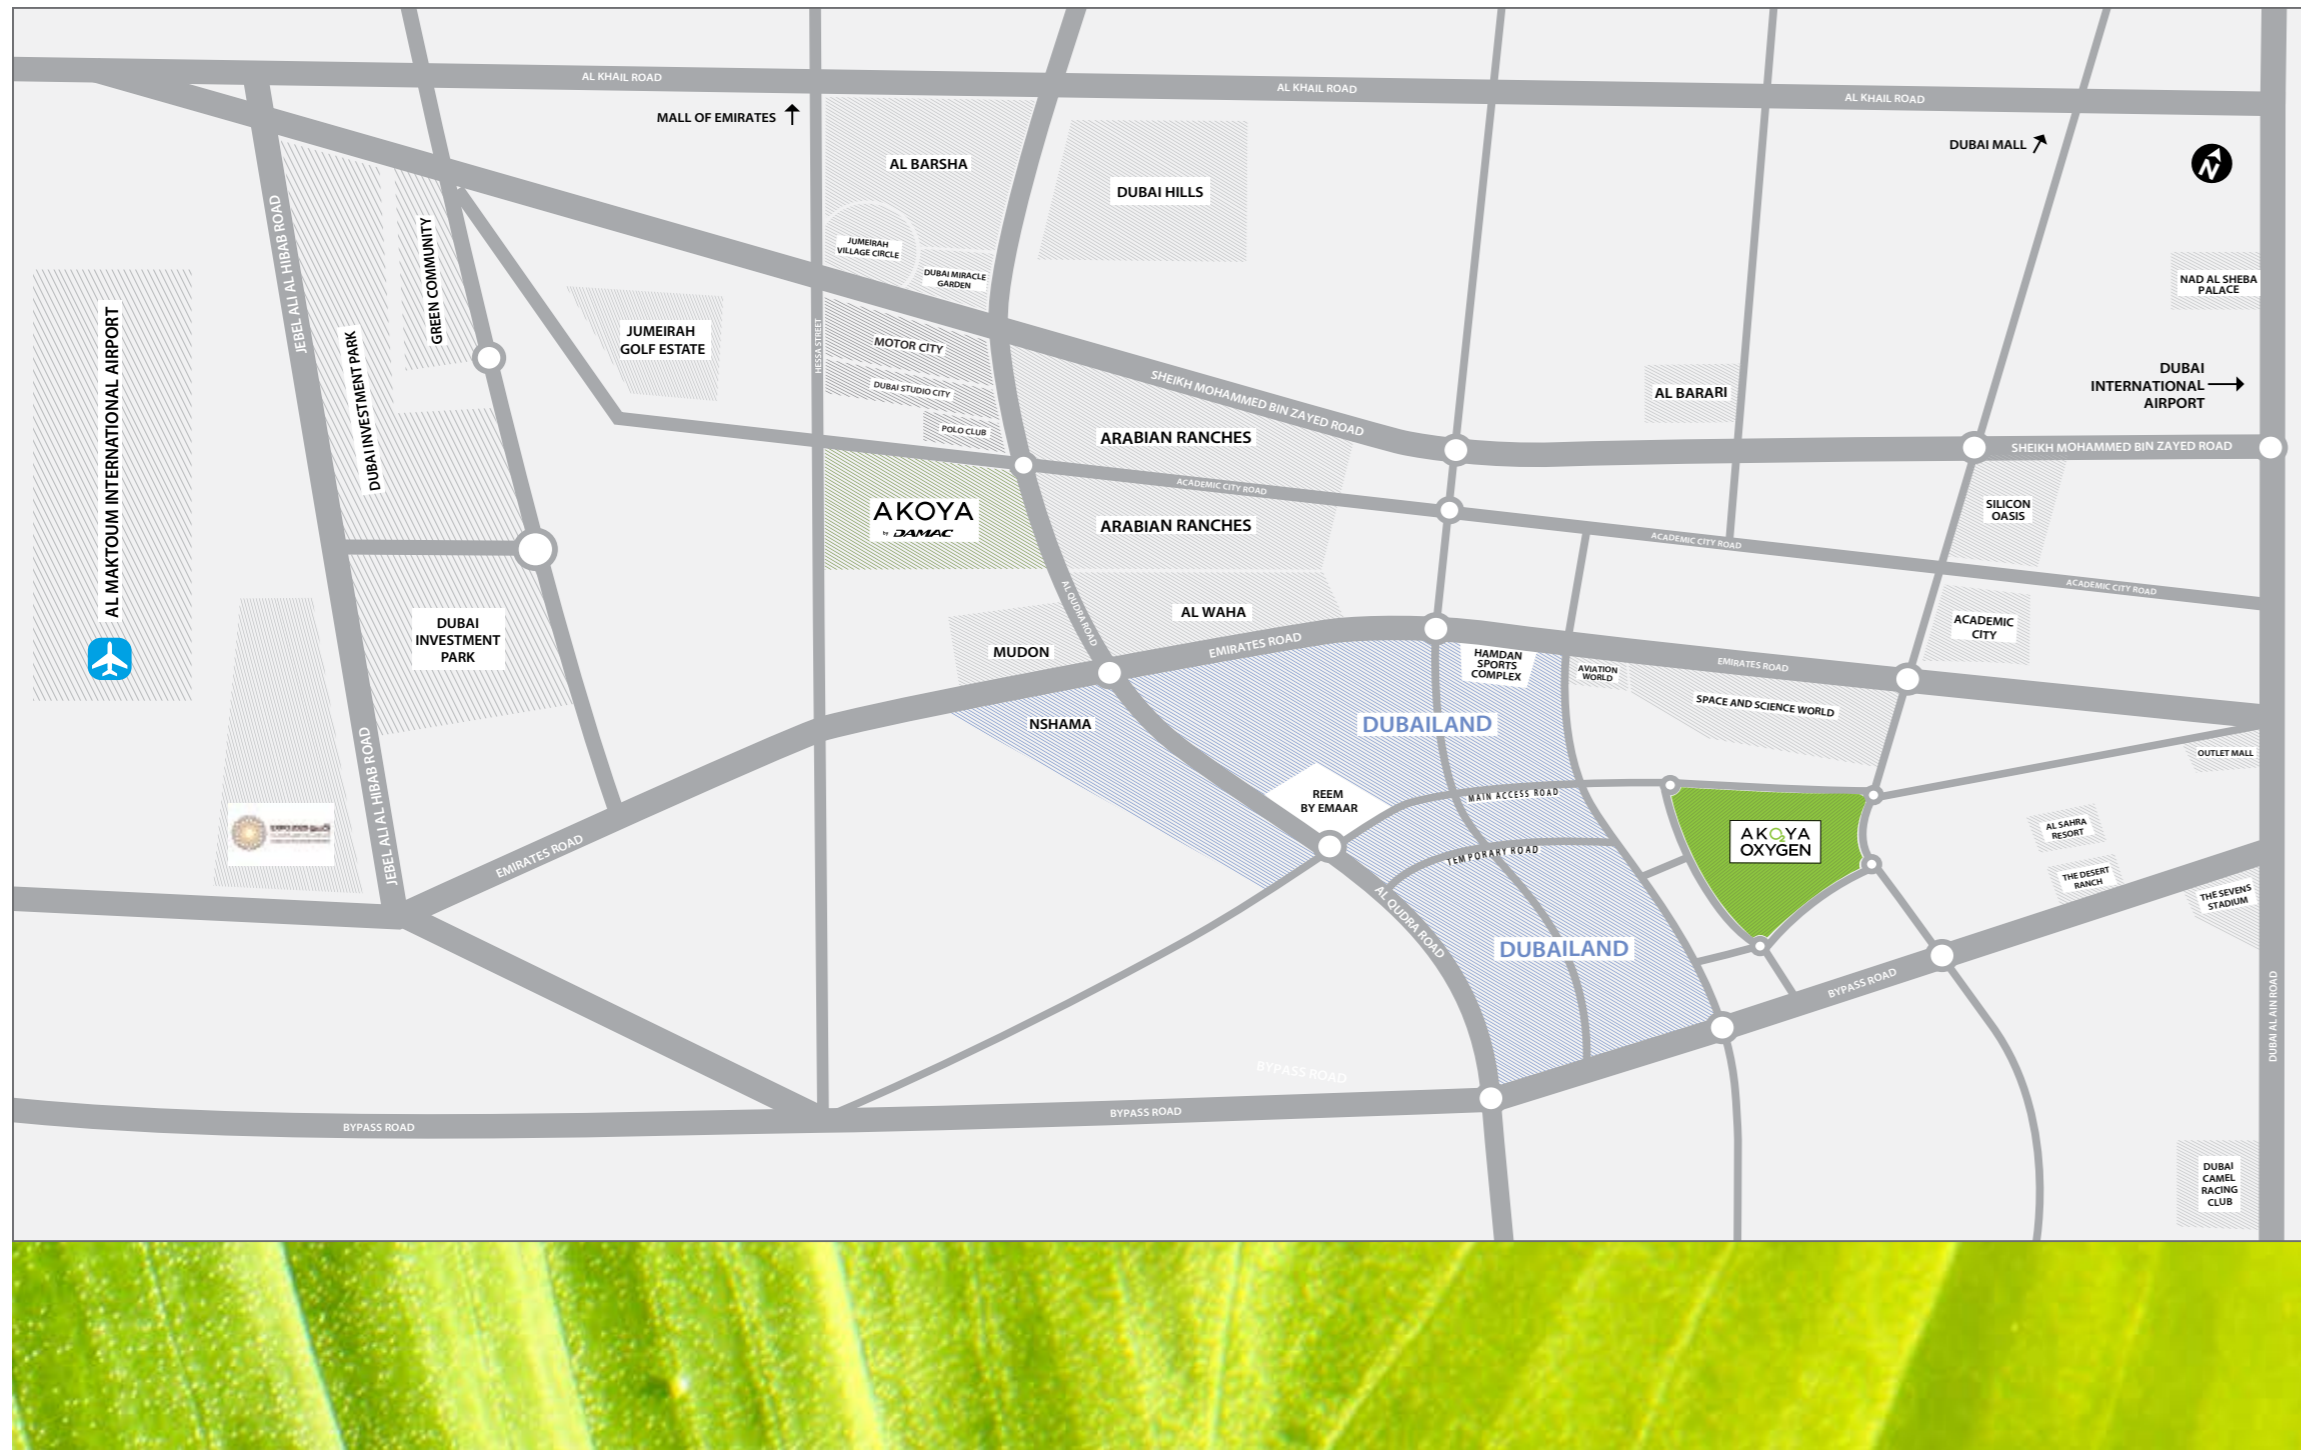 AL KHAIL ROAD
AL KHAIL ROAD
AL KHAIL ROAD
MALL OF EMIRATES
DUBAI MALL
N
AL BARSHA
DUBAI HILLS
JEBEL ALI AL HIBAB ROAD
GREEN COMMUNITY
JUMEIRAH
VILLAGE CIRCLE
DUBAI MIRACLE
GARDEN
NAD AL SHEBA
PALACE
AL MAKTOUM INTERNATIONAL AIRPORT
DUBAI INVESTMENT PARK
JUMEIRAH
GOLF ESTATE
HESSA STREET
MOTOR CITY
DUBAI STUDIO CITY
POLO CLUB
SHEIKH MOHAMMED BIN ZAYED ROAD
AL BARARI
DUBAI
INTERNATIONAL
AIRPORT
SHEIKH MOHAMMED BIN ZAYED ROAD
ARABIAN RANCHES
ACADEMIC CITY ROAD
AKOYA
by DAMAC
ARABIAN RANCHES
SILICON
OASIS
ACADEMIC CITY ROAD
ACADEMIC CITY ROAD
AL QUDRA ROAD
AL WAHA
ACADEMIC
CITY
DUBAI
INVESTMENT
PARK
MUDON
EMIRATES ROAD
HAMDAN
SPORTS
COMPLEX
AVIATION
WORLD
EMIRATES ROAD
SPACE AND SCIENCE WORLD
NSHAMA
DUBAILAND
OUTLET MALL
JEBEL ALI AL HIBAB ROAD
REEM
BY EMAAR
MAIN ACCESS ROAD
AKO2YA
OXYGEN
AL SAHRA
RESORT
EMIRATES ROAD
TEMPORARY ROAD
THE DESERT
RANCH
THE SEVENS
STADIUM
AL QUDRA ROAD
DUBAILAND
BYPASS ROAD
DUBAI AL AIN ROAD
BYPASS ROAD
BYPASS ROAD
BYPASS ROAD
DUBAI
CAMEL
RACING
CLUB